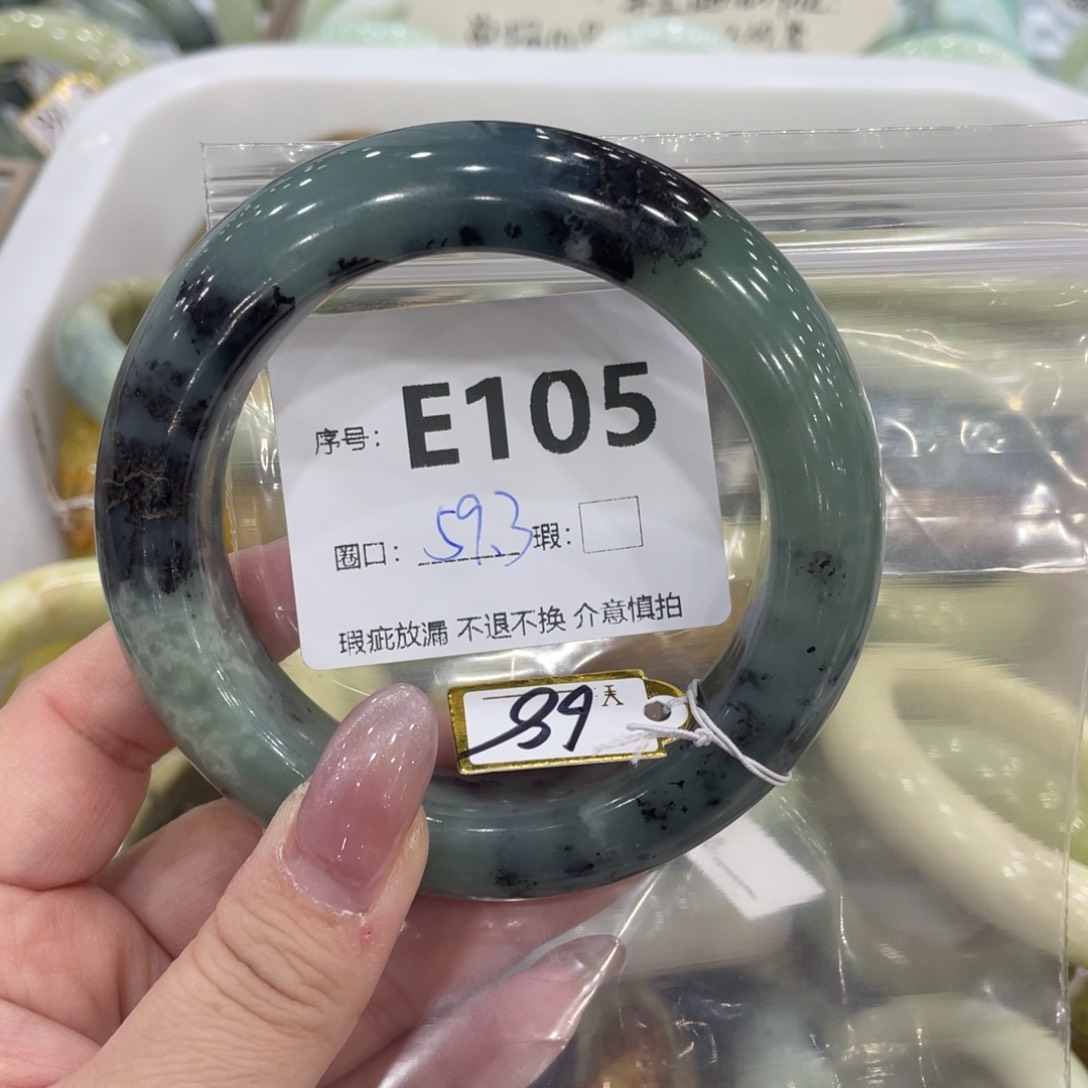 序号: E105
圈口: 59.3 瑕:
瑕疵放漏 不退不换 介意慎拍
89